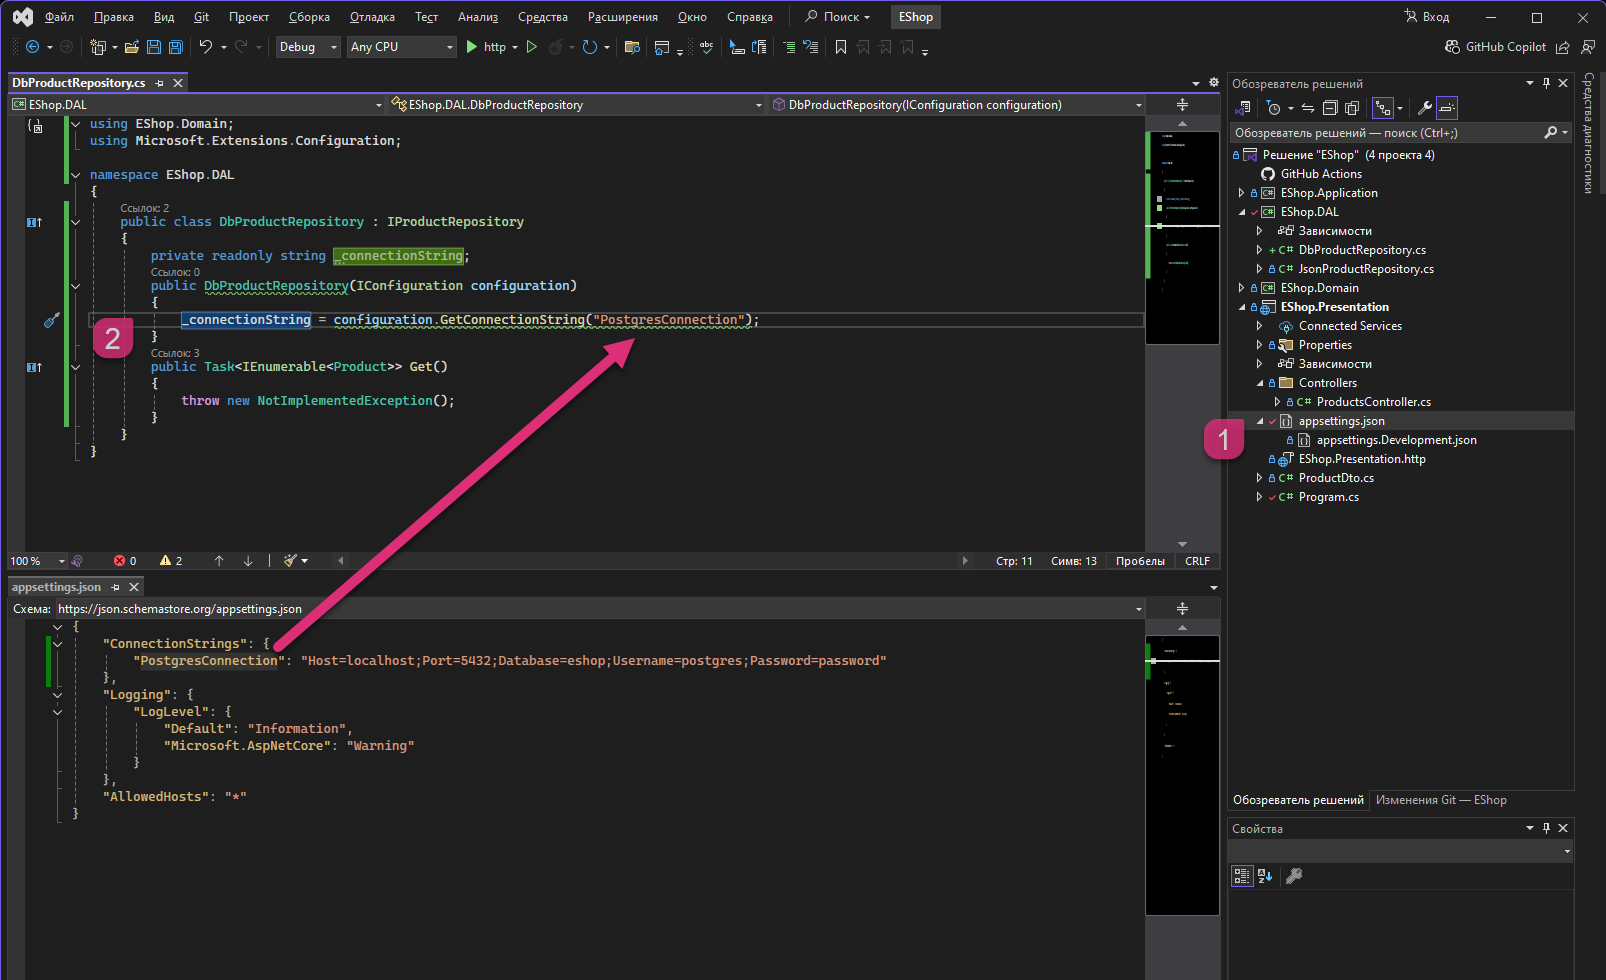 Файл Правка Вид Git Проект Сборка Отладка Тест Анализ Средства Расширения Окно Справка Поиск EShop Вход
Debug Any CPU http abc GitHub Copilot
DbProductRepository.cs
EShop.DAL EShop.DAL.DbProductRepository DbProductRepository(IConfiguration configuration)
using EShop.Domain;
using Microsoft.Extensions.Configuration;
namespace EShop.DAL
{
Ссылок: 2
public class DbProductRepository : IProductRepository
{
private readonly string _connectionString;
Ссылок: 0
public DbProductRepository(IConfiguration configuration)
{
_connectionString = configuration.GetConnectionString("PostgresConnection");
2
}
Ссылок: 3
public Task<IEnumerable<Product>> Get()
{
throw new NotImplementedException();
}
}
}
100 % 0 2 Стр: 11 Симв: 13 Пробелы CRLF
appsettings.json
Схема: https://json.schemastore.org/appsettings.json
{
"ConnectionStrings": {
"PostgresConnection": "Host=localhost;Port=5432;Database=eshop;Username=postgres;Password=password"
},
"Logging": {
"LogLevel": {
"Default": "Information",
"Microsoft.AspNetCore": "Warning"
}
},
"AllowedHosts": "*"
}
Обозреватель решений
Обозреватель решений — поиск (Ctrl+;)
Решение "EShop" (4 проекта 4)
GitHub Actions
C# EShop.Application
C# EShop.DAL
Зависимости
+ C# DbProductRepository.cs
C# JsonProductRepository.cs
C# EShop.Domain
EShop.Presentation
Connected Services
Properties
Зависимости
Controllers
C# ProductsController.cs
appsettings.json
1
appsettings.Development.json
EShop.Presentation.http
C# ProductDto.cs
C# Program.cs
Обозреватель решений Изменения Git — EShop
Свойства
Средства диагностики